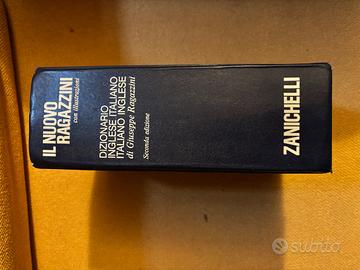 IL NUOVO
RAGAZZINI
con illustrazioni
DIZIONARIO
INGLESE ITALIANO
ITALIANO INGLESE
di Giuseppe Ragazzini
Seconda edizione
ZANICHELLI
subito